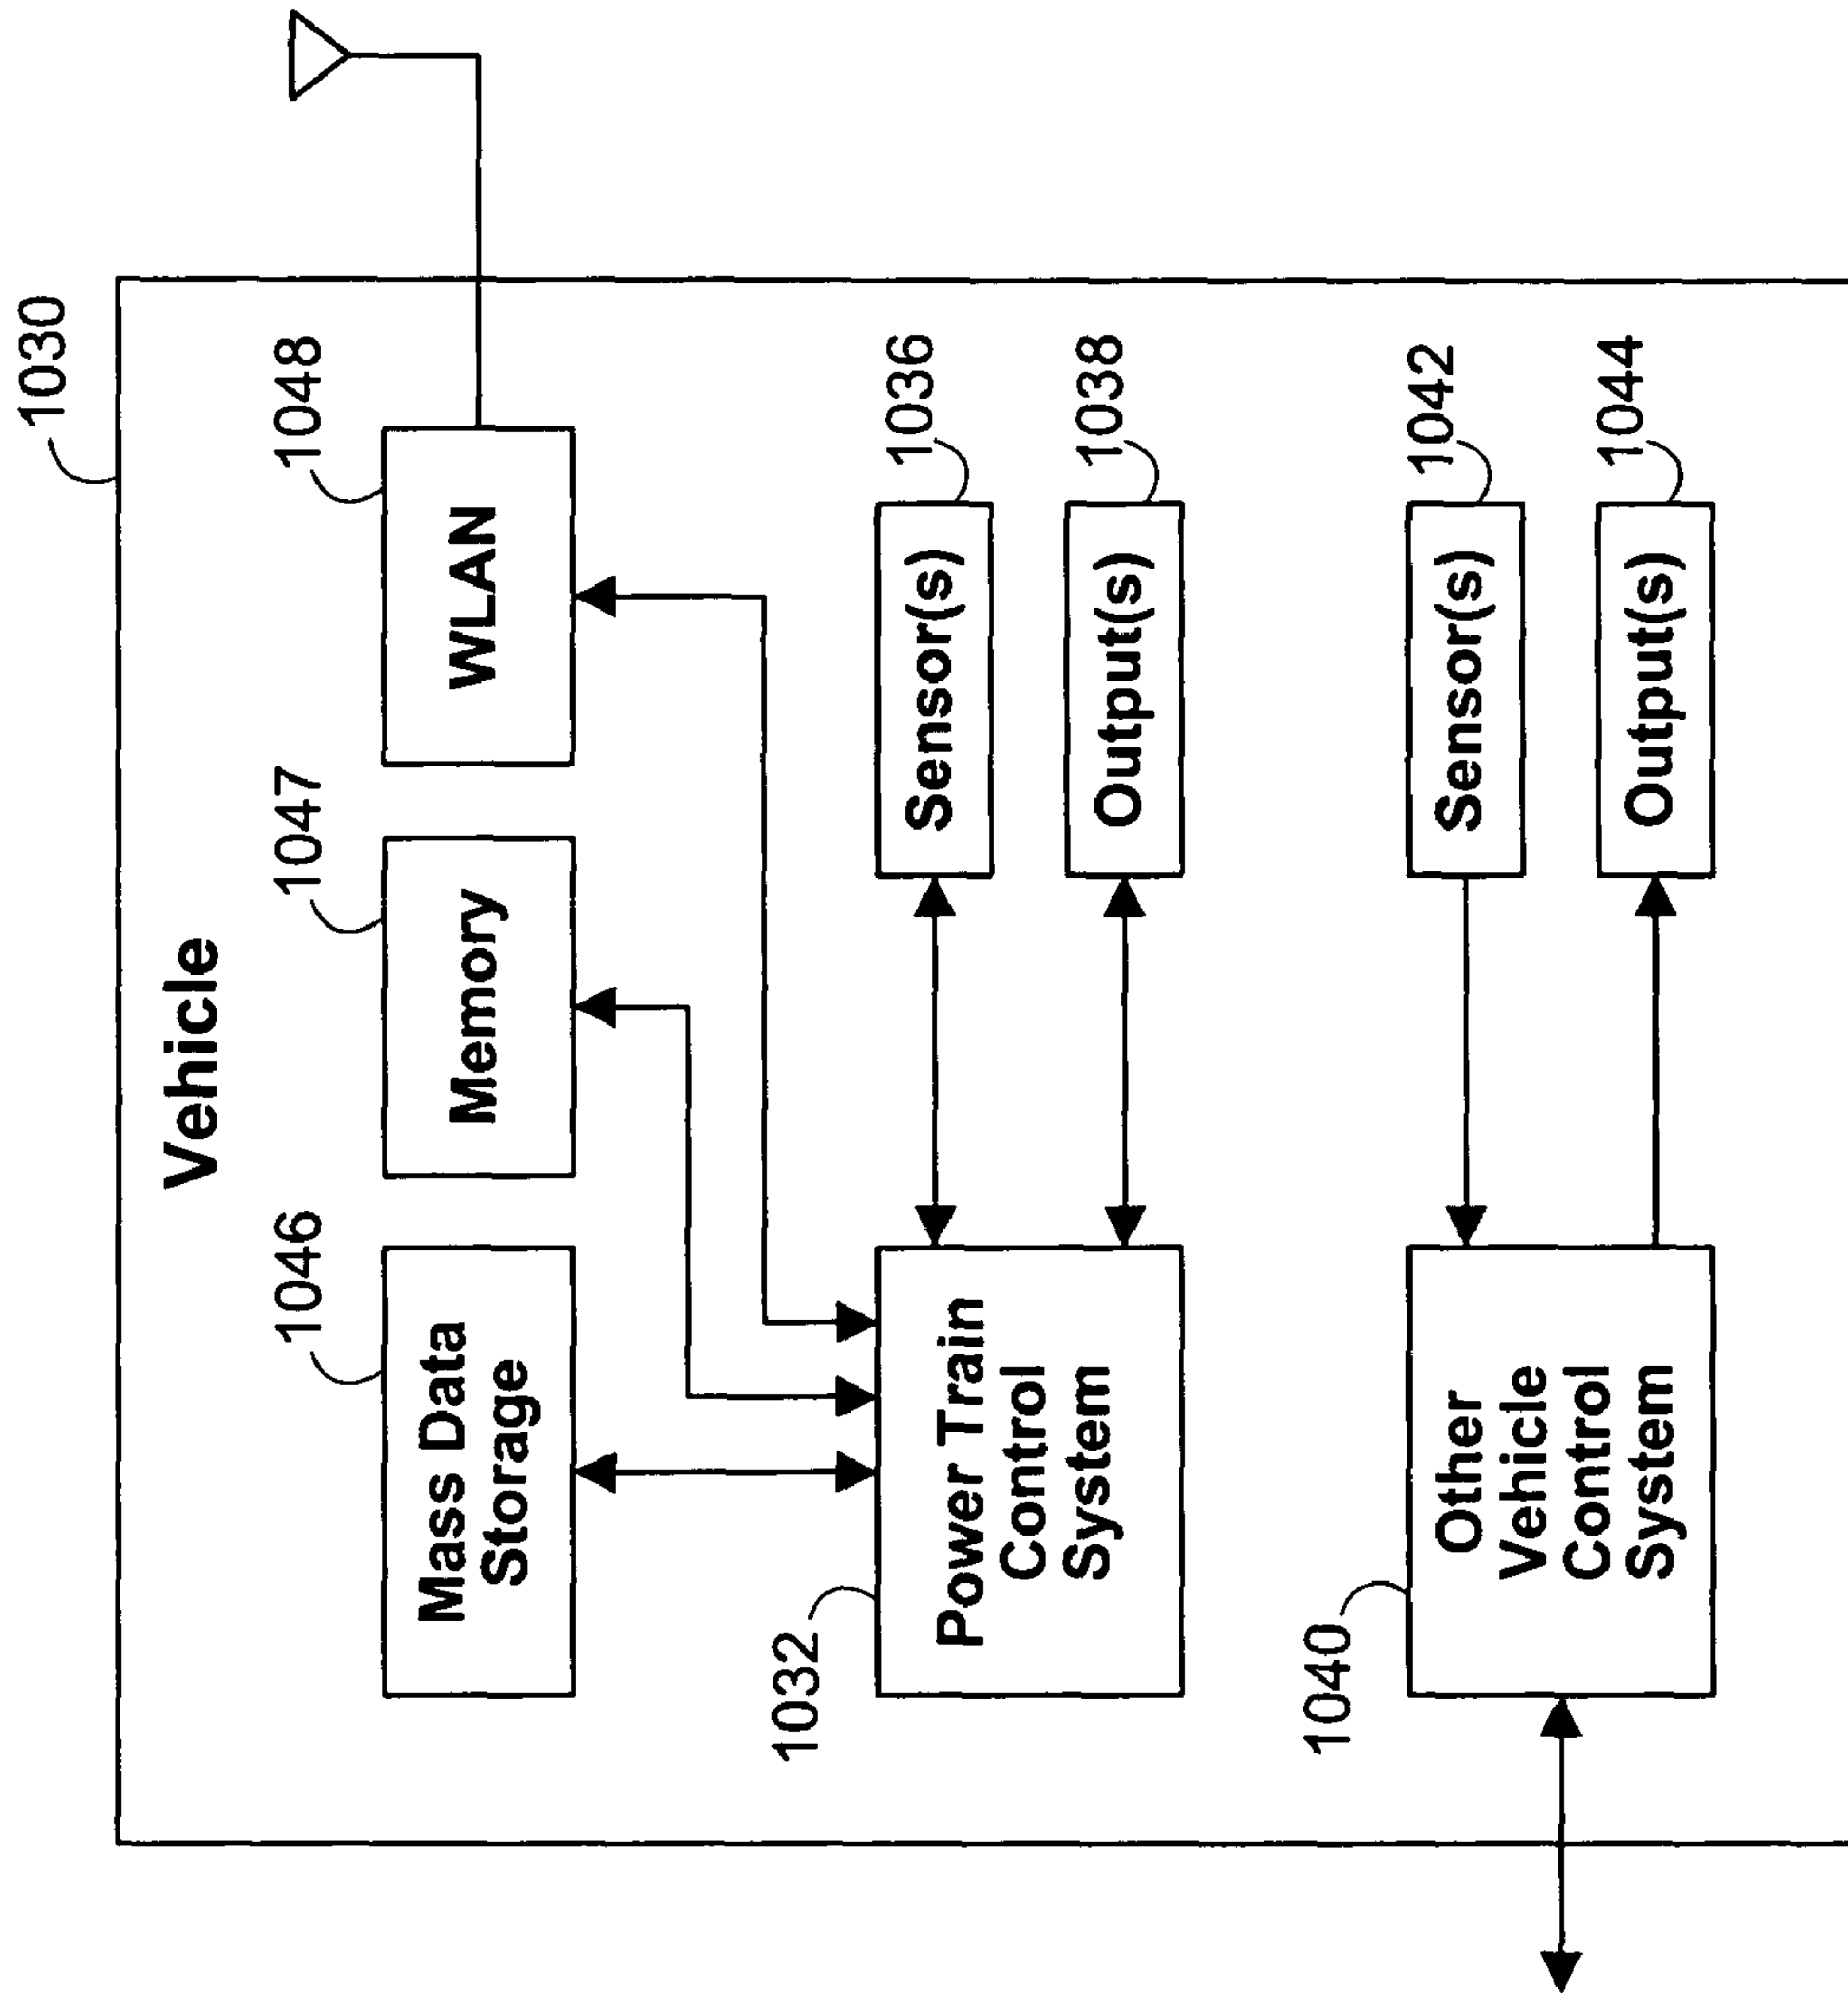 1030
Vehicle
1046
1047
1048
Mass Data
Storage
Memory
WLAN
1032
Power Train
Control
System
1036
Sensor(s)
1038
Output(s)
1040
Other
Vehicle
Control
System
1042
Sensor(s)
1044
Output(s)